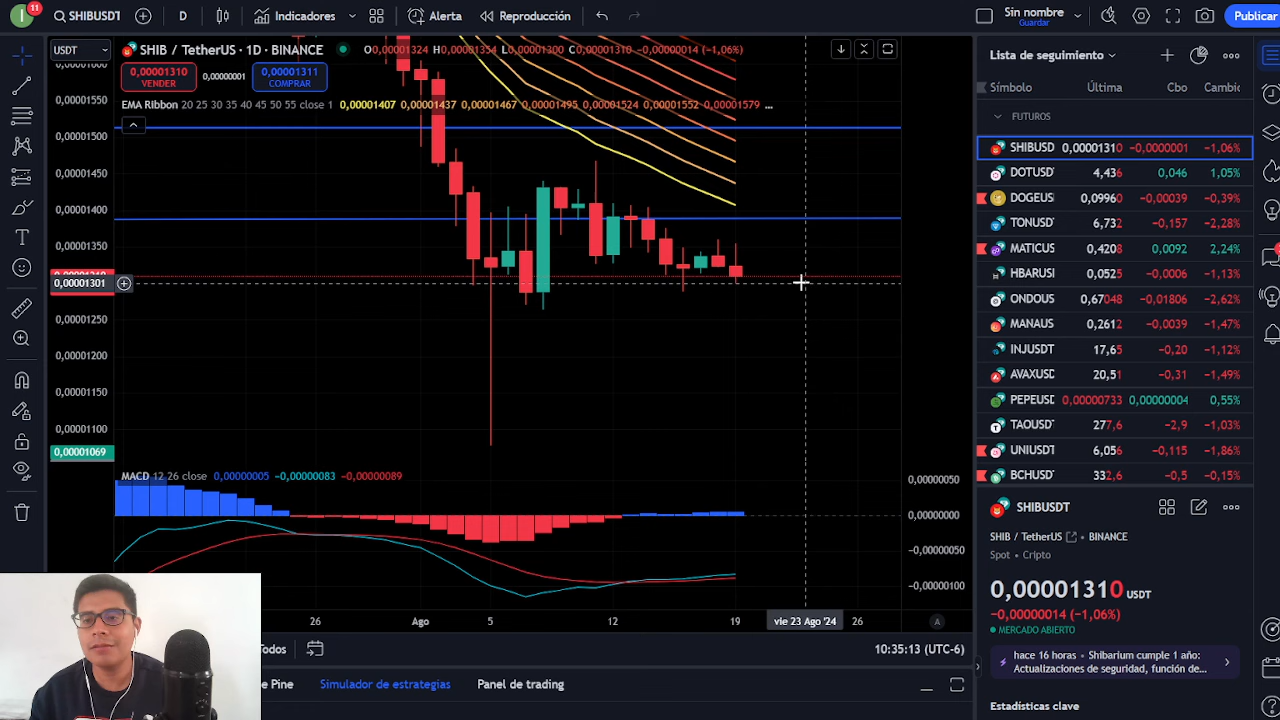 I 11 SHIBUSDT D Indicadores Alerta Reproducción Sin nombre Guardar Publicar
USDT SHIB / TetherUS · 1D · BINANCE O0,00001324 H0,00001354 L0,00001300 C0,00001310 −0,00000014 (−1,06%)
0,00001310 VENDER 0,00000001 0,00001311 COMPRAR
EMA Ribbon 20 25 30 35 40 45 50 55 close 1 0,00001407 0,00001437 0,00001467 0,00001495 0,00001524 0,00001552 0,00001579 ...
0,00001550
0,00001500
0,00001450
0,00001400
0,00001350
0,00001301
0,00001250
0,00001200
0,00001150
0,00001100
0,00001069
MACD 12 26 close 0,00000005 −0,00000083 −0,00000089
0,00000050
0,00000000
−0,00000050
−0,00000100
26 Ago 5 12 19 vie 23 Ago '24 26 A
10:35:13 (UTC-6)
Simulador de estrategias Panel de trading
Lista de seguimiento
Símbolo Última Cbo
FUTUROS
SHIBUSD 0,00001310 −0,0000001 −1,06%
DOTUSD 4,436 0,046 1,05%
DOGEUS 0,09960 −0,00039 −0,39%
TONUSD 6,732 −0,157 −2,28%
MATICUS 0,4208 0,0092 2,24%
HBARUSI 0,0525 −0,0006 −1,13%
ONDOUS 0,67048 −0,01806 −2,62%
MANAUS 0,2612 −0,0039 −1,47%
INJUSDT 17,65 −0,20 −1,12%
AVAXUSD 20,51 −0,31 −1,49%
PEPEUSD 0,00000733 0,00000004 0,55%
TAOUSD 277,6 −2,9 −1,03%
UNIUSDT 6,056 −0,115 −1,86%
BCHUSD 332,6 −0,5 −0,15%
SHIBUSDT
SHIB / TetherUS · BINANCE
Spot · Cripto
0,00001310 USDT
−0,00000014 (−1,06%)
MERCADO ABIERTO
hace 16 horas · Shibarium cumple 1 año:
Actualizaciones de seguridad, función de...
Estadísticas clave